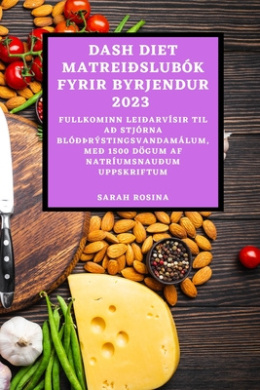 DASH DIET
MATREIÐSLUBÓK
FYRIR BYRJENDUR
2023
FULLKOMINN LEIÐARVÍSIR TIL
AÐ STJÓRNA
BLÓÐÞRÝSTINGSVANDAMÁLUM,
MEÐ 1500 DÖGUM AF
NATRÍUMSNAUÐUM
UPPSKRIFTUM
SARAH ROSINA